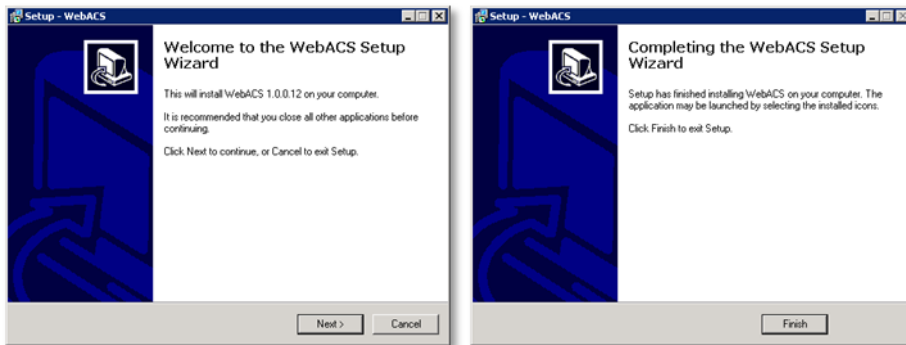 Setup - WebACS
Welcome to the WebACS Setup
Wizard
This will install WebACS 1.0.0.12 on your computer.
It is recommended that you close all other applications before
continuing.
Click Next to continue, or Cancel to exit Setup.
Next >
Cancel
Setup - WebACS
Completing the WebACS Setup
Wizard
Setup has finished installing WebACS on your computer. The
application may be launched by selecting the installed icons.
Click Finish to exit Setup.
Finish